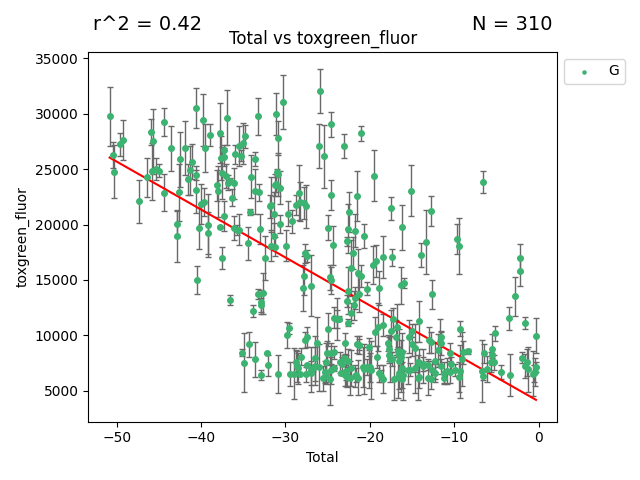 r^2 = 0.42
N = 310
Total vs toxgreen_fluor
G
35000
30000
25000
20000
15000
10000
5000
toxgreen_fluor
−50
−40
−30
−20
−10
0
Total